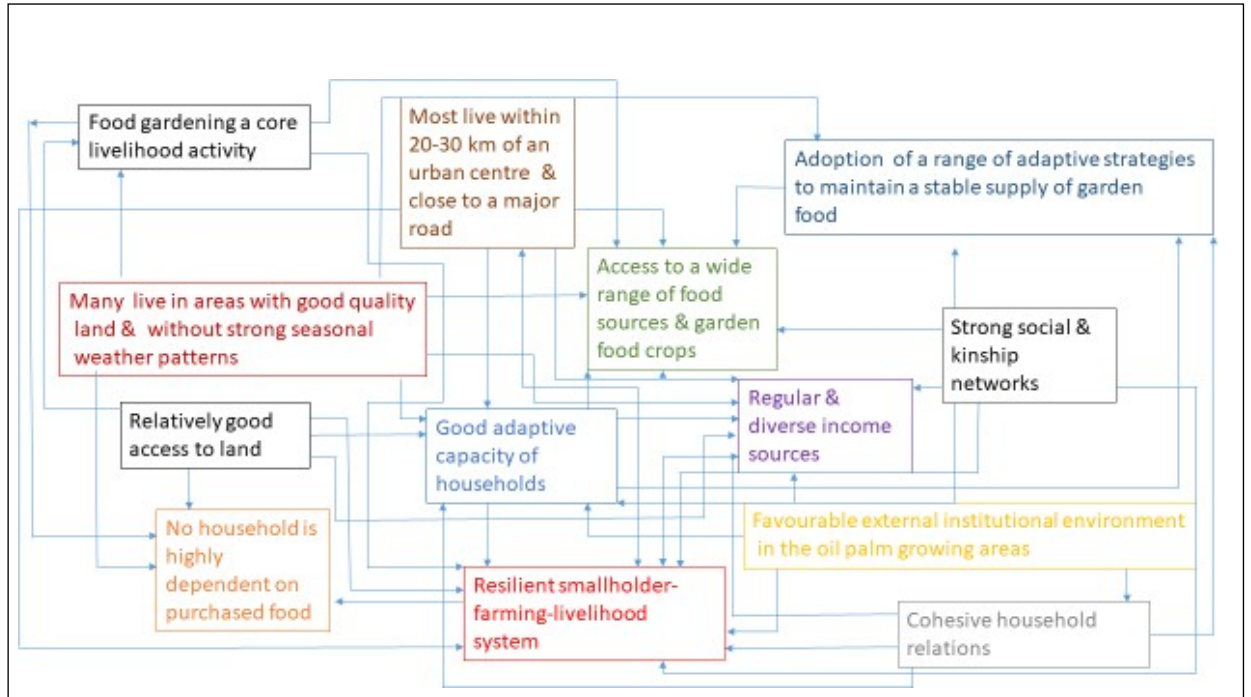 Food gardening a core
livelihood activity
Most live within
20-30 km of an
urban centre &
close to a major
road
Adoption of a range of adaptive strategies
to maintain a stable supply of garden
food
Many live in areas with good quality
land & without strong seasonal
weather patterns
Access to a wide
range of food
sources & garden
food crops
Strong social &
kinship
networks
Relatively good
access to land
Good adaptive
capacity of
households
Regular &
diverse income
sources
No household is
highly
dependent on
purchased food
Favourable external institutional environment
in the oil palm growing areas
Resilient smallholder-
farming-livelihood
system
Cohesive household
relations